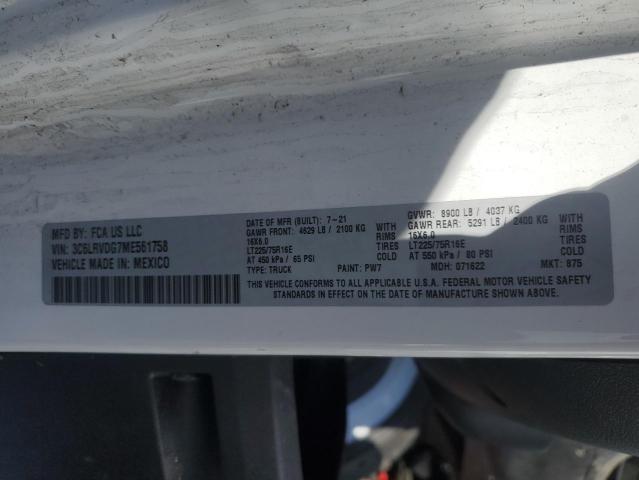 MFD BY: FCA US LLC
VIN: 3C6LRVDG7ME561758
VEHICLE MADE IN: MEXICO
DATE OF MFR (BUILT): 7-21
GVWR: 8900 LB / 4037 KG
GAWR FRONT: 4629 LB / 2100 KG WITH
GAWR REAR: 5291 LB / 2400 KG WITH
16X6.0 RIMS
16X6.0 RIMS
LT225/75R16E TIRES
LT225/75R16E TIRES
AT 450 kPa / 65 PSI COLD
AT 550 kPa / 80 PSI COLD
TYPE: TRUCK PAINT: PW7 MDH: 071622 MKT: 875
THIS VEHICLE CONFORMS TO ALL APPLICABLE U.S.A. FEDERAL MOTOR VEHICLE SAFETY
STANDARDS IN EFFECT ON THE DATE OF MANUFACTURE SHOWN ABOVE.